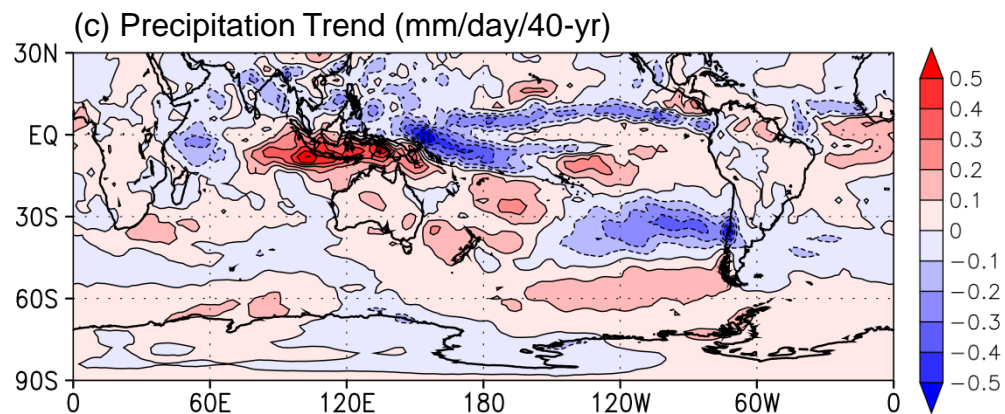 (c) Precipitation Trend (mm/day/40-yr)
30N
EQ
30S
60S
90S
0 60E 120E 180 120W 60W 0
0.5
0.4
0.3
0.2
0.1
0
−0.1
−0.2
−0.3
−0.4
−0.5